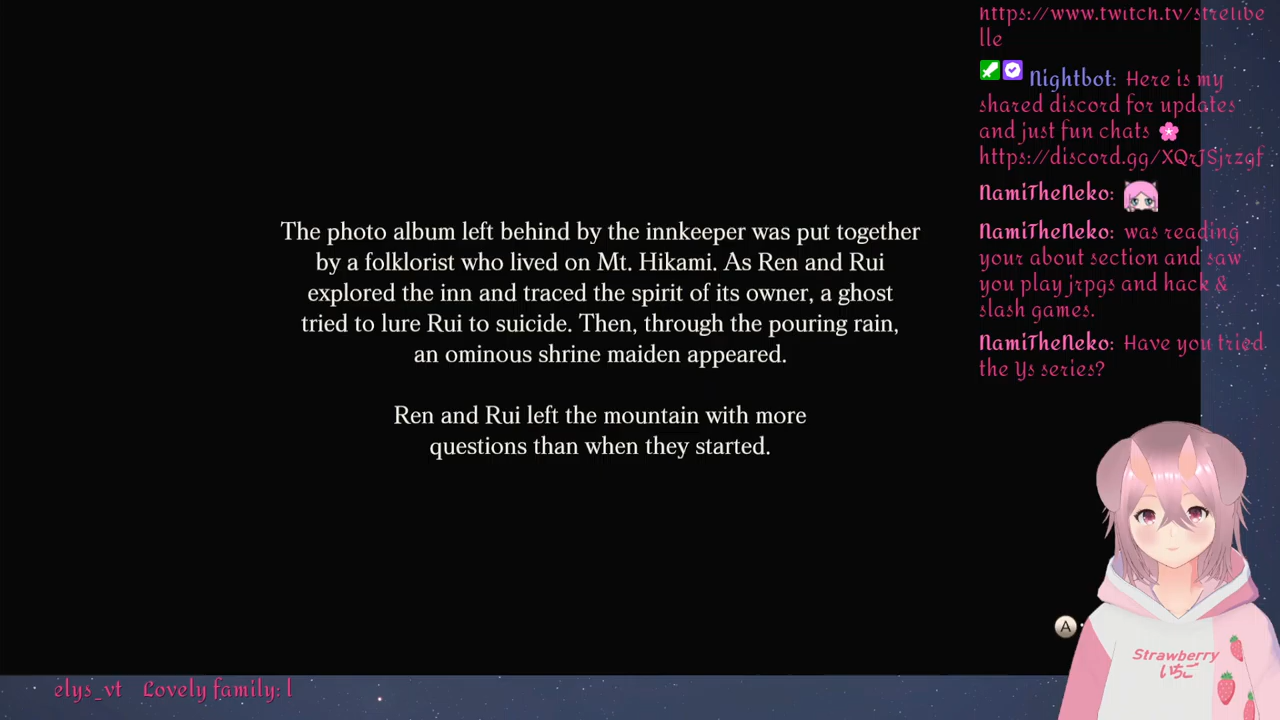 The photo album left behind by the innkeeper was put together
by a folklorist who lived on Mt. Hikami. As Ren and Rui
explored the inn and traced the spirit of its owner, a ghost
tried to lure Rui to suicide. Then, through the pouring rain,
an ominous shrine maiden appeared.
Ren and Rui left the mountain with more
questions than when they started.
https://www.twitch.tv/strelibe
lle
Nightbot: Here is my
shared discord for updates
and just fun chats
https://discord.gg/XQrJSjrzgf
NamiTheNeko:
NamiTheNeko: was reading
your about section and saw
you play jrpgs and hack &
slash games.
NamiTheNeko: Have you tried
the Ys series?
A
Strawberry
いちご
elys_vt Lovely family: l